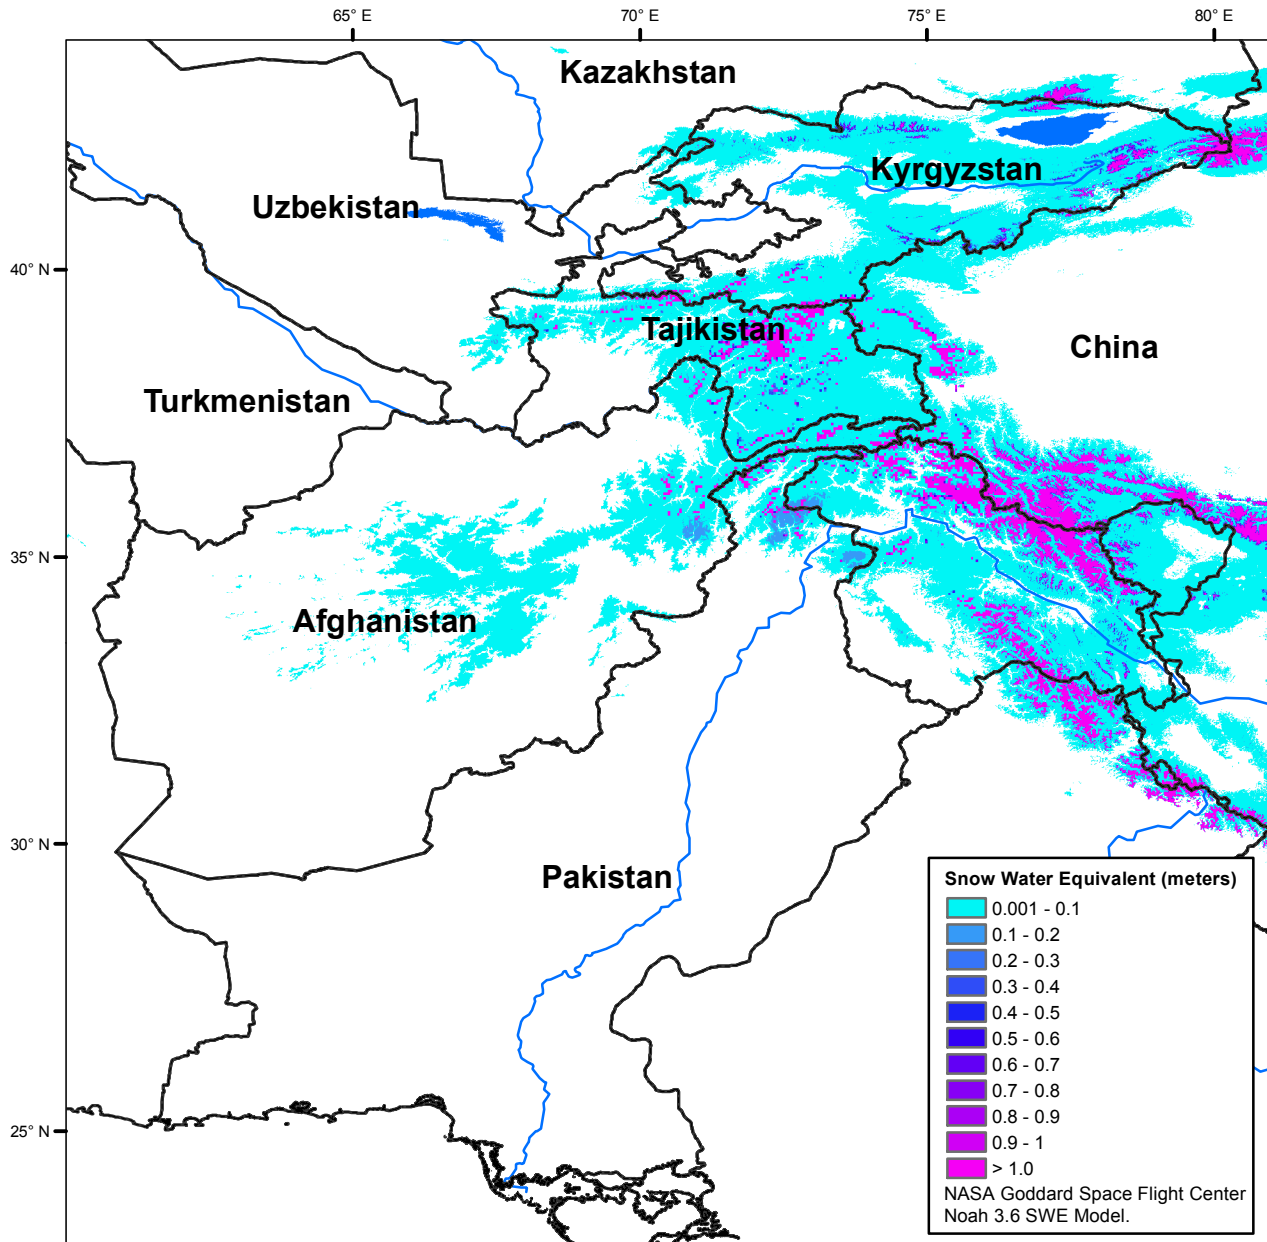 65° E
70° E
75° E
80° E
Kazakhstan
Kyrgyzstan
Uzbekistan
40° N
Tajikistan
China
Turkmenistan
35° N
Afghanistan
30° N
Pakistan
25° N
Snow Water Equivalent (meters)
0.001 - 0.1
0.1 - 0.2
0.2 - 0.3
0.3 - 0.4
0.4 - 0.5
0.5 - 0.6
0.6 - 0.7
0.7 - 0.8
0.8 - 0.9
0.9 - 1
> 1.0
NASA Goddard Space Flight Center
Noah 3.6 SWE Model.